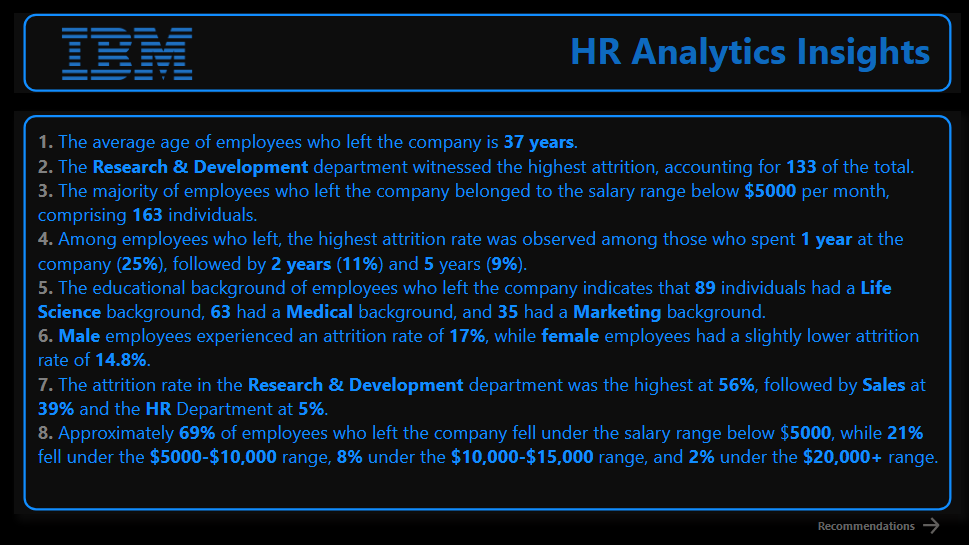 IBM
HR Analytics Insights
1. The average age of employees who left the company is 37 years.
2. The Research & Development department witnessed the highest attrition, accounting for 133 of the total.
3. The majority of employees who left the company belonged to the salary range below $5000 per month,
comprising 163 individuals.
4. Among employees who left, the highest attrition rate was observed among those who spent 1 year at the
company (25%), followed by 2 years (11%) and 5 years (9%).
5. The educational background of employees who left the company indicates that 89 individuals had a Life
Science background, 63 had a Medical background, and 35 had a Marketing background.
6. Male employees experienced an attrition rate of 17%, while female employees had a slightly lower attrition
rate of 14.8%.
7. The attrition rate in the Research & Development department was the highest at 56%, followed by Sales at
39% and the HR Department at 5%.
8. Approximately 69% of employees who left the company fell under the salary range below $5000, while 21%
fell under the $5000-$10,000 range, 8% under the $10,000-$15,000 range, and 2% under the $20,000+ range.
Recommendations